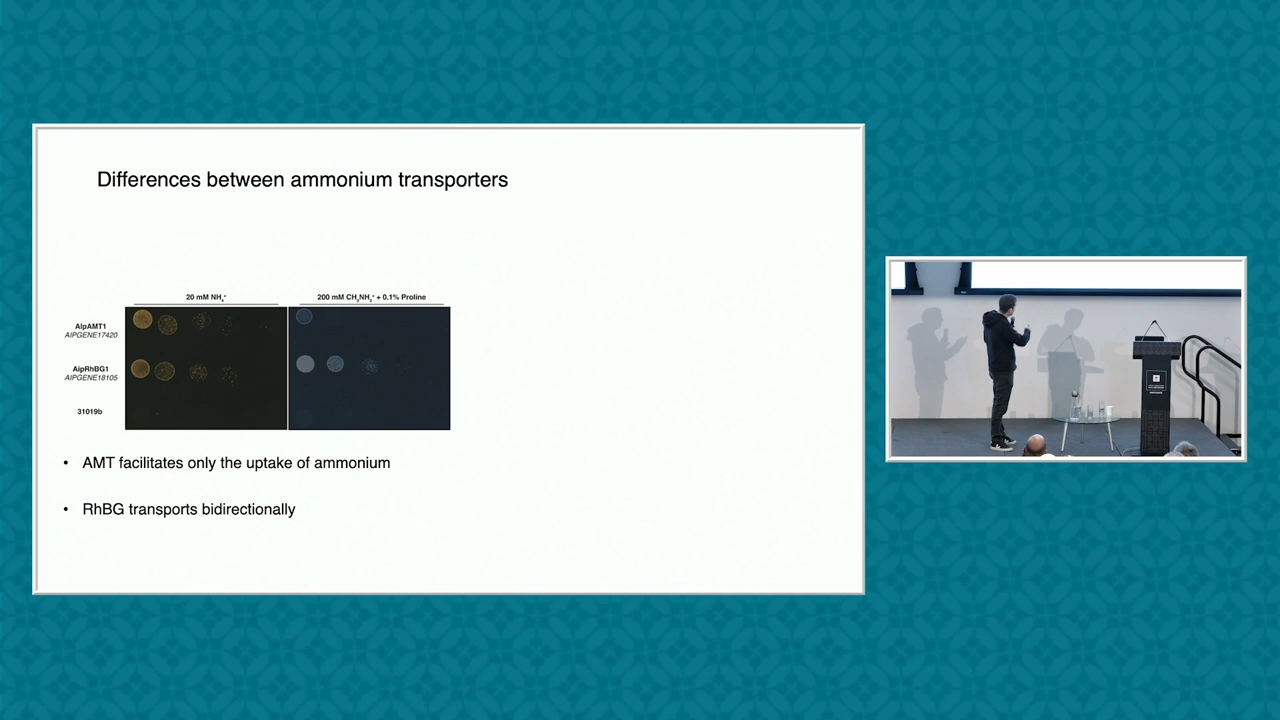 Differences between ammonium transporters
20 mM NH₄⁺
200 mM CH₃NH₃⁺ + 0.1% Proline
AipAMT1
AIPGENE17420
AipRhBG1
AIPGENE18105
31019b
• AMT facilitates only the uptake of ammonium
• RhBG transports bidirectionally